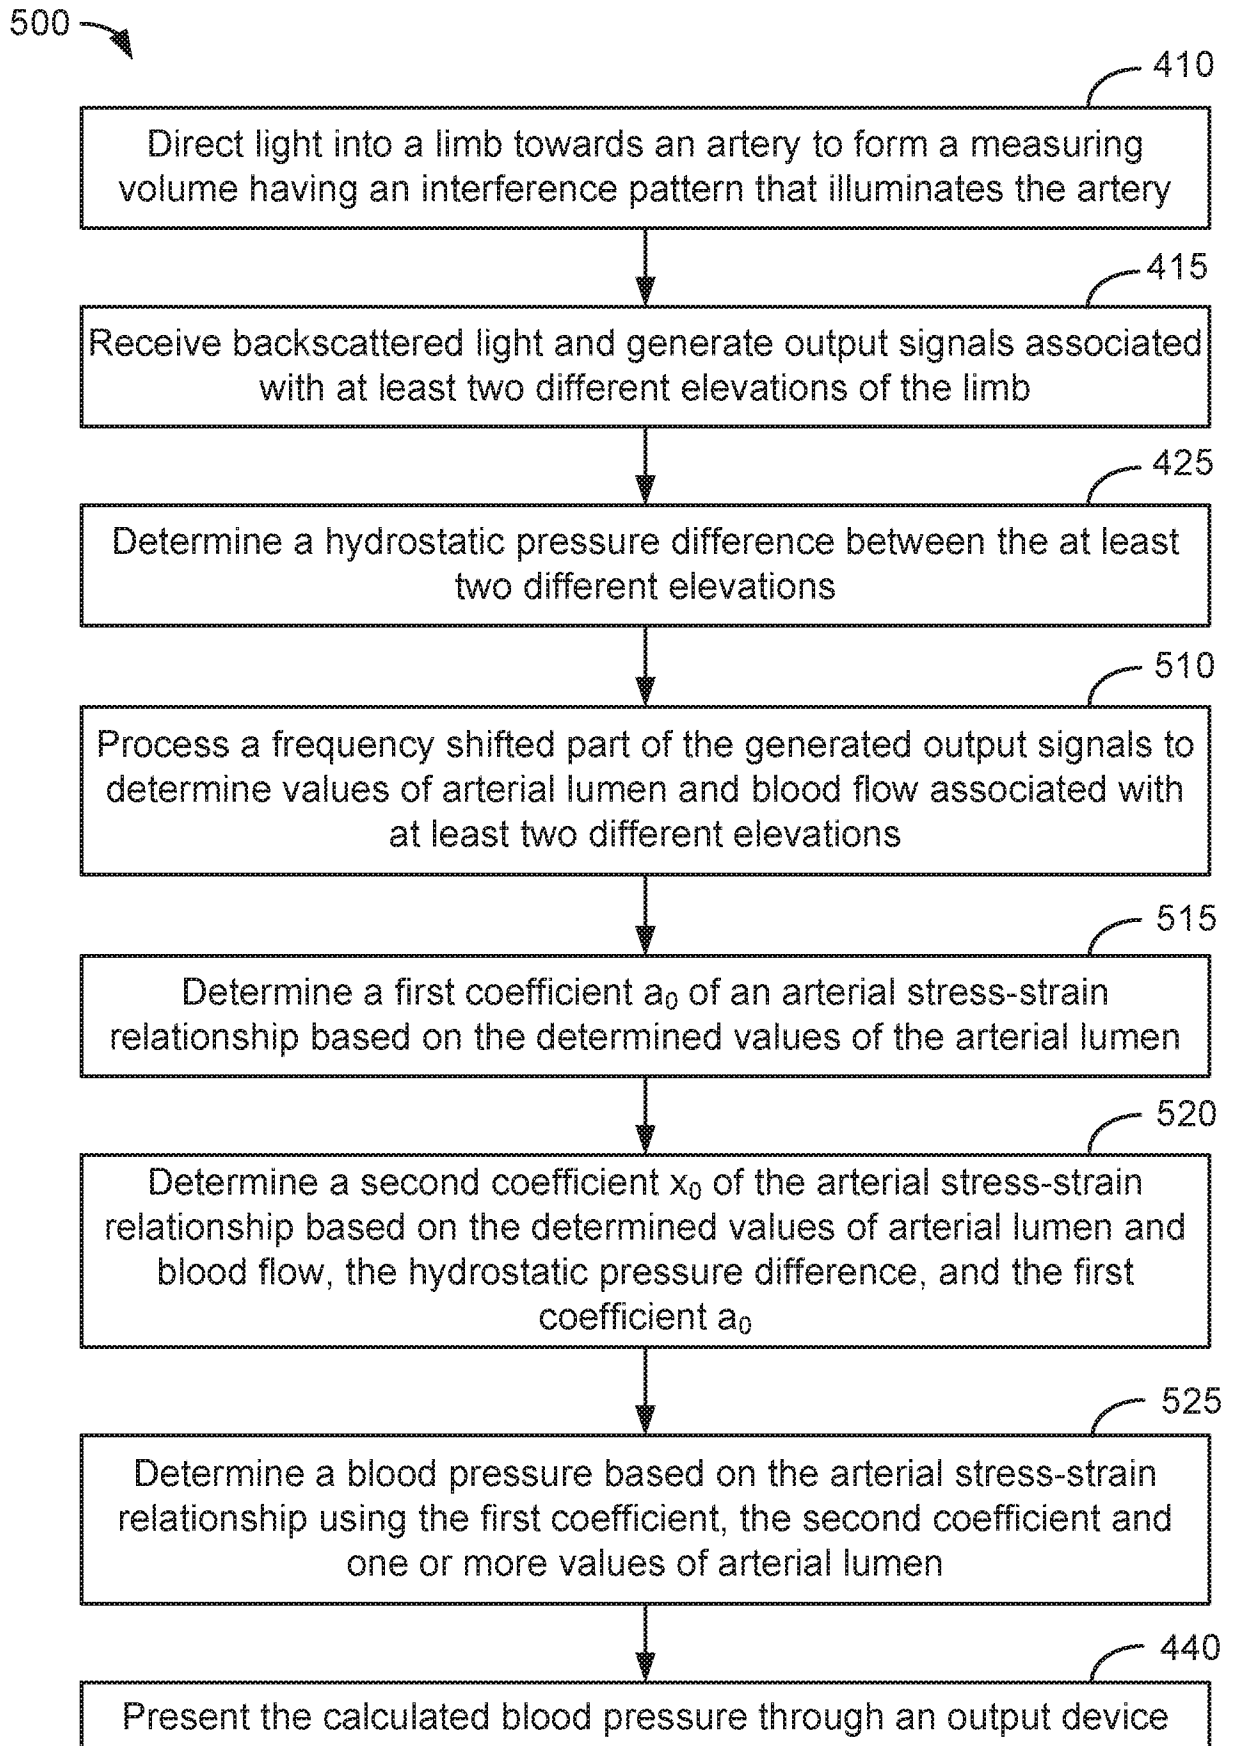 500
410
Direct light into a limb towards an artery to form a measuring
volume having an interference pattern that illuminates the artery
415
Receive backscattered light and generate output signals associated
with at least two different elevations of the limb
425
Determine a hydrostatic pressure difference between the at least
two different elevations
510
Process a frequency shifted part of the generated output signals to
determine values of arterial lumen and blood flow associated with
at least two different elevations
515
Determine a first coefficient a₀ of an arterial stress-strain
relationship based on the determined values of the arterial lumen
520
Determine a second coefficient x₀ of the arterial stress-strain
relationship based on the determined values of arterial lumen and
blood flow, the hydrostatic pressure difference, and the first
coefficient a₀
525
Determine a blood pressure based on the arterial stress-strain
relationship using the first coefficient, the second coefficient and
one or more values of arterial lumen
440
Present the calculated blood pressure through an output device